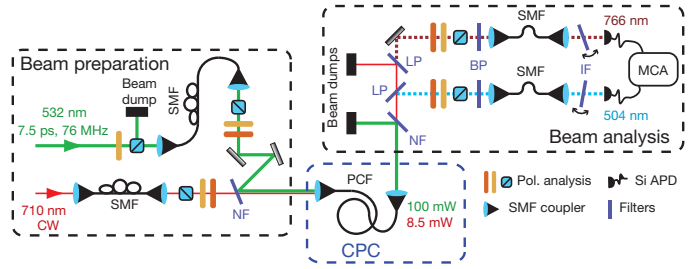 Beam preparation
Beam
dump
SMF
532 nm
7.5 ps, 76 MHz
710 nm
CW
SMF
NF
PCF
CPC
100 mW
8.5 mW
Beam dumps
LP
LP
NF
BP
SMF
SMF
IF
766 nm
MCA
504 nm
Beam analysis
Pol. analysis
Si APD
SMF coupler
Filters